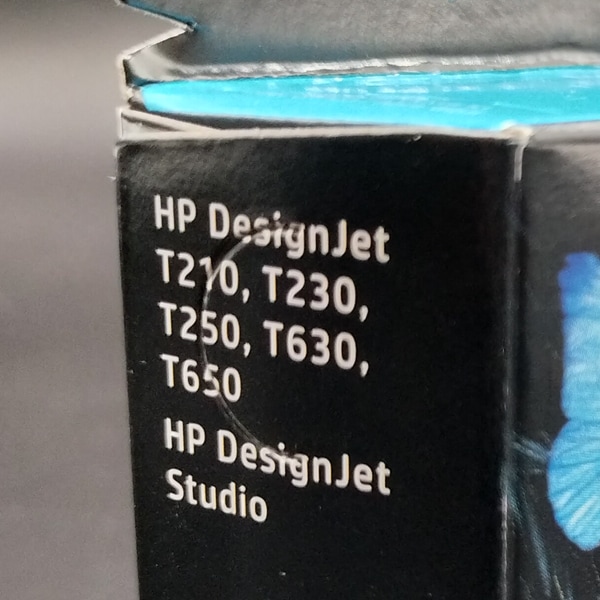 HP DesignJet
T210, T230,
T250, T630,
T650
HP DesignJet
Studio